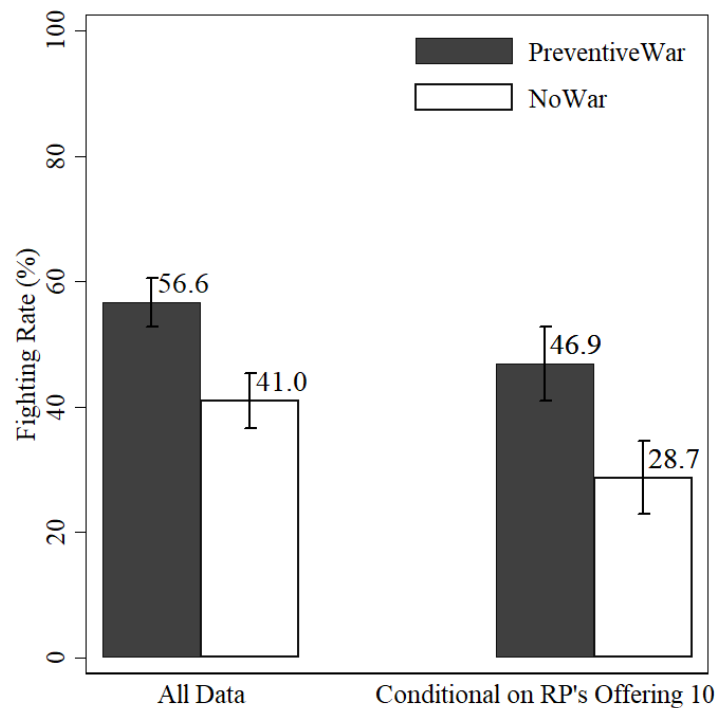 PreventiveWar
NoWar
Fighting Rate (%)
100
80
60
40
20
0
56.6
41.0
46.9
28.7
All Data
Conditional on RP's Offering 10